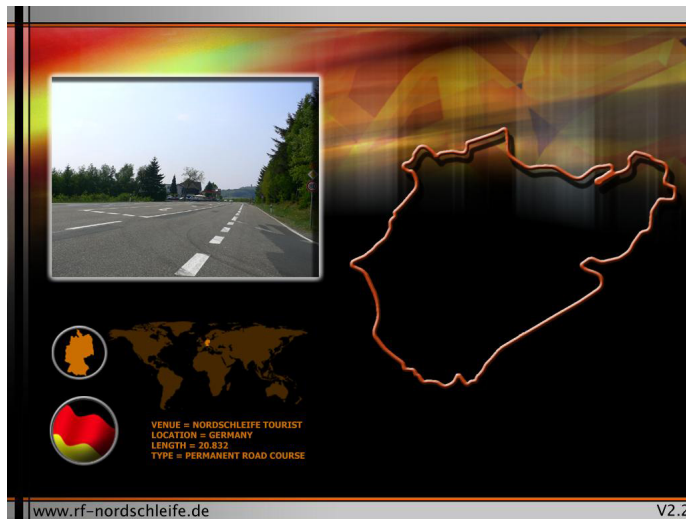 VENUE = NORDSCHLEIFE TOURIST
LOCATION = GERMANY
LENGTH = 20.832
TYPE = PERMANENT ROAD COURSE
www.rf-nordschleife.de
V2.2